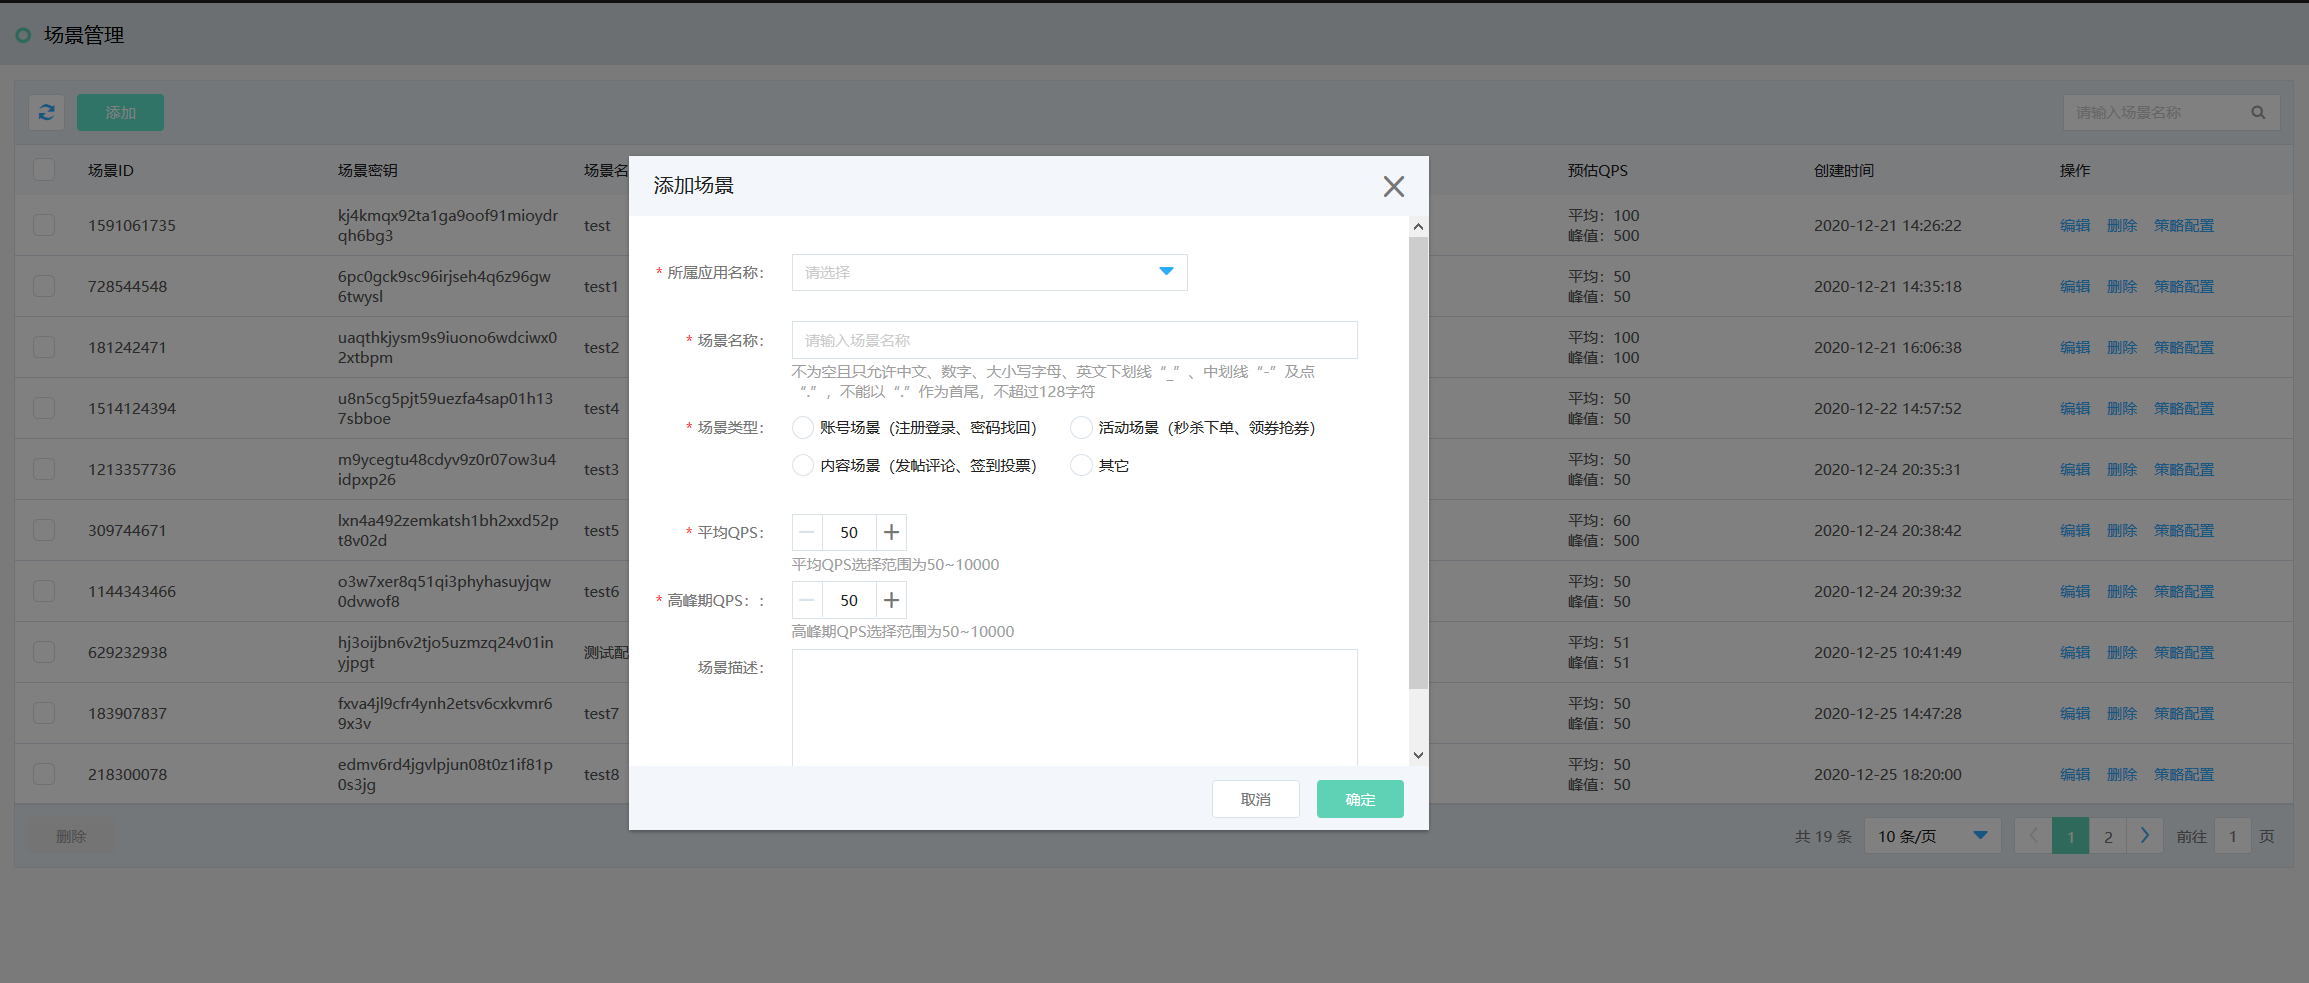 场景管理
添加
请输入场景名称
场景ID 场景密钥 场景名 预估QPS 创建时间 操作
1591061735 kj4kmqx92ta1ga9oof91mioydr
qh6bg3 test 平均：100
峰值：500 2020-12-21 14:26:22 编辑 删除 策略配置
728544548 6pc0gck9sc96irjseh4q6z96gw
6twysl test1 平均：50
峰值：50 2020-12-21 14:35:18 编辑 删除 策略配置
181242471 uaqthkjysm9s9iuono6wdciwx0
2xtbpm test2 平均：100
峰值：100 2020-12-21 16:06:38 编辑 删除 策略配置
1514124394 u8n5cg5pjt59uezfa4sap01h13
7sbboe test4 平均：50
峰值：50 2020-12-22 14:57:52 编辑 删除 策略配置
1213357736 m9ycegtu48cdyv9z0r07ow3u4
idpxp26 test3 平均：50
峰值：50 2020-12-24 20:35:31 编辑 删除 策略配置
309744671 lxn4a492zemkatsh1bh2xxd52p
t8v02d test5 平均：60
峰值：500 2020-12-24 20:38:42 编辑 删除 策略配置
1144343466 o3w7xer8q51qi3phyhasuyjqw
0dvwof8 test6 平均：50
峰值：50 2020-12-24 20:39:32 编辑 删除 策略配置
629232938 hj3oijbn6v2tjo5uzmzq24v01in
yjpgt 测试配 平均：51
峰值：51 2020-12-25 10:41:49 编辑 删除 策略配置
183907837 fxva4jl9cfr4ynh2etsv6cxkvmr6
9x3v test7 平均：50
峰值：50 2020-12-25 14:47:28 编辑 删除 策略配置
218300078 edmv6rd4jgvlpjun08t0z1if81p
0s3jg test8 平均：50
峰值：50 2020-12-25 18:20:00 编辑 删除 策略配置
删除 共 19 条 10 条/页 1 2 前往 1 页
添加场景
* 所属应用名称： 请选择
* 场景名称： 请输入场景名称
不为空且只允许中文、数字、大小写字母、英文下划线“_”、中划线“-”及点
“.”，不能以“.”作为首尾，不超过128字符
* 场景类型： 账号场景（注册登录、密码找回） 活动场景（秒杀下单、领券抢券）
内容场景（发帖评论、签到投票） 其它
* 平均QPS： 50
平均QPS选择范围为50~10000
* 高峰期QPS：： 50
高峰期QPS选择范围为50~10000
场景描述：
取消 确定